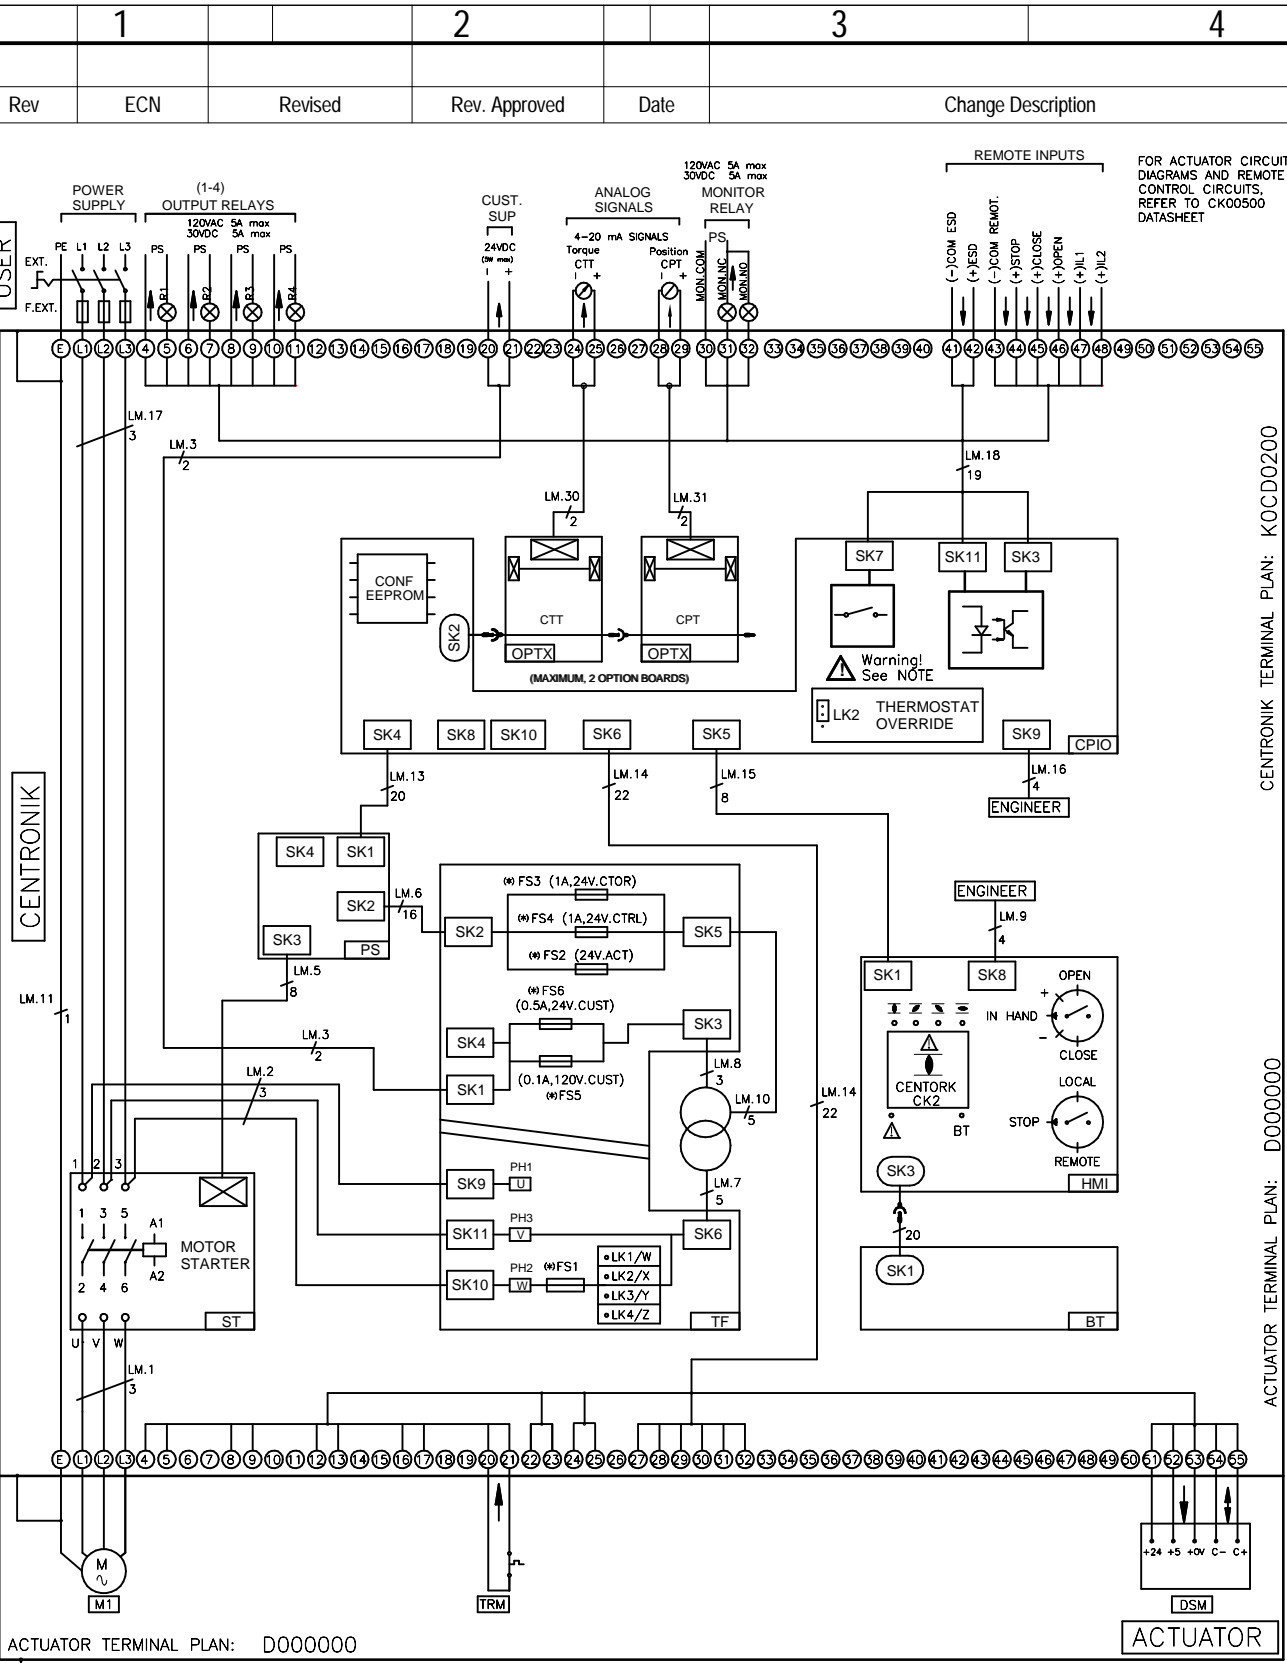 1 2 3 4
Rev ECN Revised Rev. Approved Date Change Description
USER
POWER
SUPPLY
PE L1 L2 L3
EXT.
F.EXT.
(1-4)
OUTPUT RELAYS
120VAC 5A max
30VDC 5A max
PS PS PS PS
R1 R2 R3 R4
CUST.
SUP
24VDC
(5W max)
- +
ANALOG
SIGNALS
4-20 mA SIGNALS
Torque
CTT
- +
Position
CPT
- +
120VAC 5A max
30VDC 5A max
MONITOR
RELAY
PS
MON.COM
MON.NC
MON.NO
REMOTE INPUTS
(-)COM ESD
(+)ESD
(-)COM REMOT.
(+)STOP
(+)CLOSE
(+)OPEN
(+)IL1
(+)IL2
FOR ACTUATOR CIRCUIT
DIAGRAMS AND REMOTE
CONTROL CIRCUITS,
REFER TO CK00500
DATASHEET
E L1 L2 L3 4 5 6 7 8 9 10 11 12 13 14 15 16 17 18 19 20 21 22 23 24 25 26 27 28 29 30 31 32 33 34 35 36 37 38 39 40 41 42 43 44 45 46 47 48 49 50 51 52 53 54 55
LM.17
3
LM.3
2
LM.30
2
LM.31
2
LM.18
19
CENTRONIK TERMINAL PLAN: K0CD0200
CONF
EEPROM
SK2
CTT
OPTX
CPT
OPTX
(MAXIMUM, 2 OPTION BOARDS)
SK7 SK11 SK3
Warning!
See NOTE
LK2 THERMOSTAT
OVERRIDE
SK4 SK8 SK10 SK6 SK5 SK9
CPIO
LM.13
20
LM.14
22
LM.15
8
LM.16
4
ENGINEER
CENTRONIK
SK4 SK1
SK2
SK3
PS
LM.6
16
LM.5
8
(*) FS3 (1A,24V.CTOR)
(*) FS4 (1A,24V.CTRL)
(*) FS2 (24V.ACT)
SK2 SK5
(*) FS6
(0.5A,24V.CUST)
SK4 SK3
SK1
(0.1A,120V.CUST)
(*)FS5
LM.8
3
LM.10
5
LM.7
5
SK9 PH1
U
SK11 PH3
V
SK6
SK10 PH2
W
(*)FS1
LK1/W
LK2/X
LK3/Y
LK4/Z
TF
LM.11
1
LM.3
2
LM.2
3
LM.14
22
ENGINEER
LM.9
4
SK1 SK8
OPEN
+
IN HAND
-
CLOSE
CENTORK
CK2
BT
LOCAL
STOP
REMOTE
SK3
HMI
20
SK1
BT
ACTUATOR TERMINAL PLAN: D000000
1 2 3
1 3 5
A1
A2
MOTOR
STARTER
2 4 6
ST
U V W
LM.1
3
E L1 L2 L3 4 5 6 7 8 9 10 11 12 13 14 15 16 17 18 19 20 21 22 23 24 25 26 27 28 29 30 31 32 33 34 35 36 37 38 39 40 41 42 43 44 45 46 47 48 49 50 51 52 53 54 55
M
M1
TRM
+24 +5 +0V C- C+
DSM
ACTUATOR TERMINAL PLAN: D000000
ACTUATOR